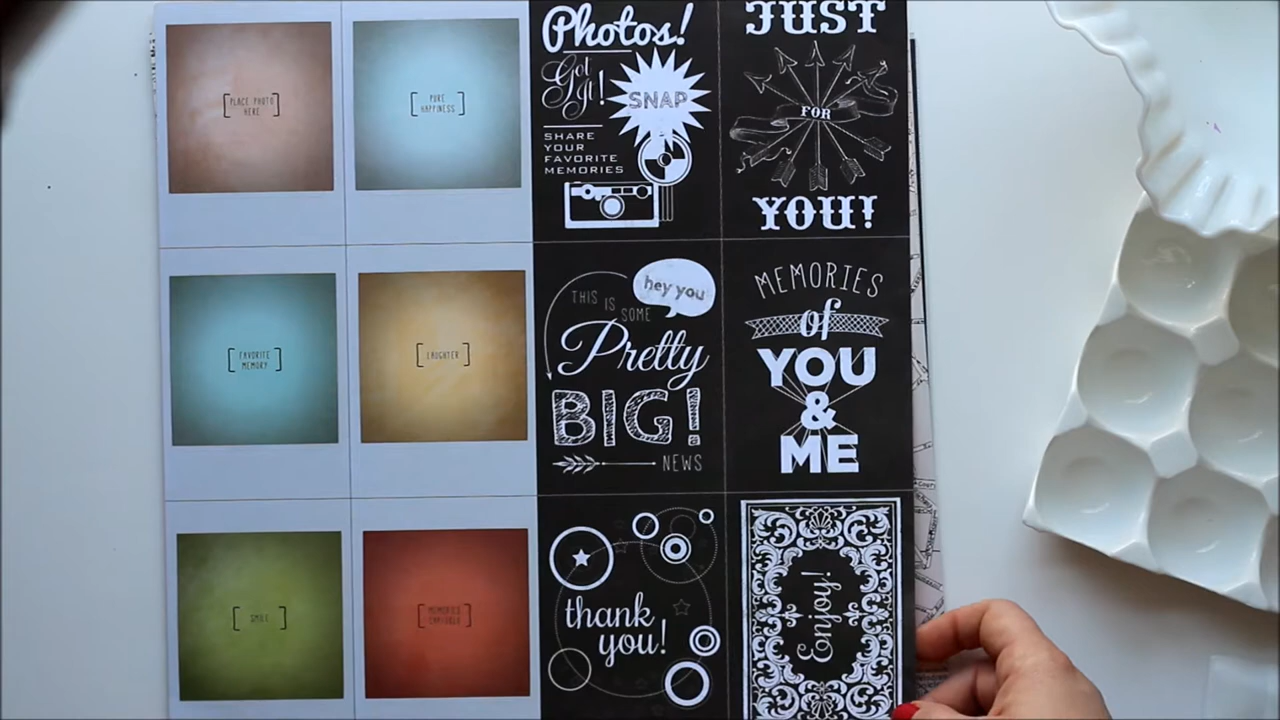 [PLACE PHOTO
HERE]
[PURE
HAPPINESS]
Photos!
Got
It!
SNAP
SHARE
YOUR
FAVORITE
MEMORIES
JUST
FOR
YOU!
[FAVORITE
MEMORY]
[LAUGHTER]
THIS IS SOME
hey you
Pretty
BIG!
NEWS
MEMORIES
of
YOU
&
ME
[SMILE]
[MEMORIES
thank
you!
Enjoy!